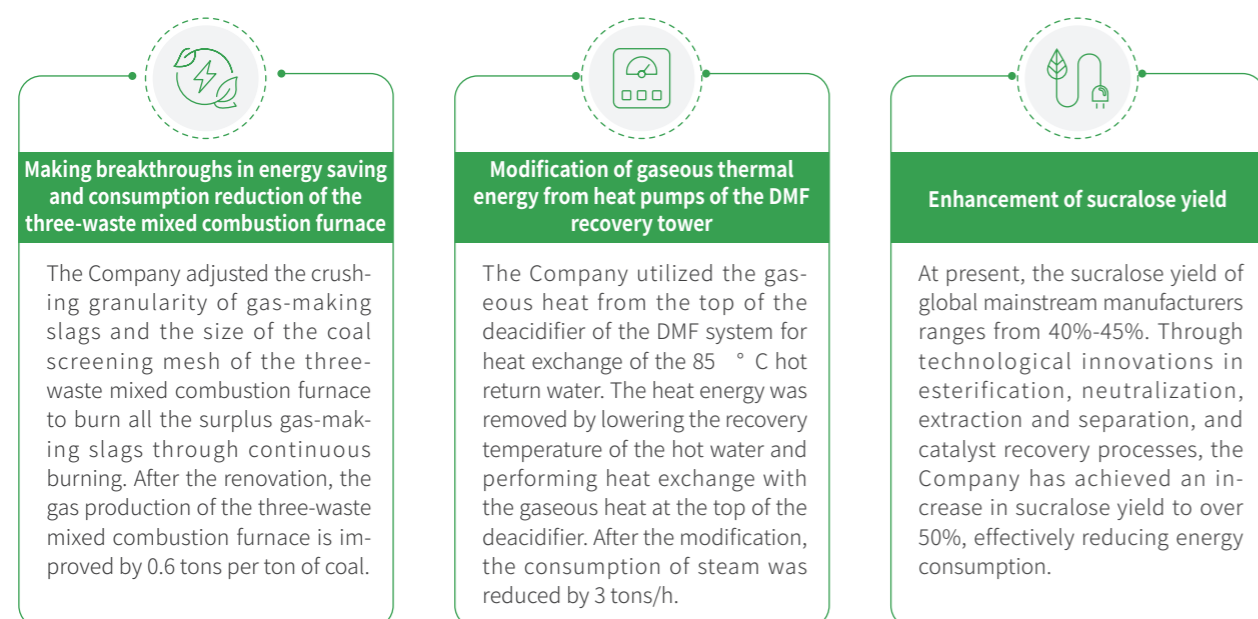 Making breakthroughs in energy saving
and consumption reduction of the
three-waste mixed combustion furnace
The Company adjusted the crush-
ing granularity of gas-making
slags and the size of the coal
screening mesh of the three-
waste mixed combustion furnace
to burn all the surplus gas-mak-
ing slags through continuous
burning. After the renovation, the
gas production of the three-waste
mixed combustion furnace is im-
proved by 0.6 tons per ton of coal.
Modification of gaseous thermal
energy from heat pumps of the DMF
recovery tower
The Company utilized the gas-
eous heat from the top of the
deacidifier of the DMF system for
heat exchange of the 85 ° C hot
return water. The heat energy was
removed by lowering the recovery
temperature of the hot water and
performing heat exchange with
the gaseous heat at the top of the
deacidifier. After the modification,
the consumption of steam was
reduced by 3 tons/h.
Enhancement of sucralose yield
At present, the sucralose yield of
global mainstream manufacturers
ranges from 40%-45%. Through
technological innovations in
esterification, neutralization,
extraction and separation, and
catalyst recovery processes, the
Company has achieved an in-
crease in sucralose yield to over
50%, effectively reducing energy
consumption.